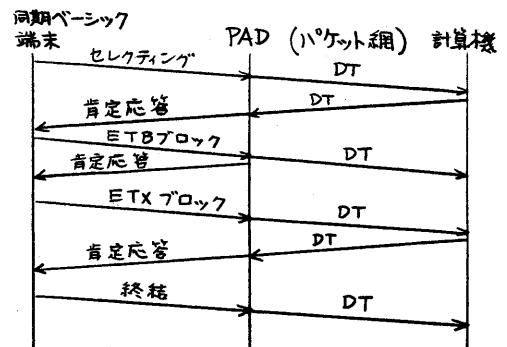 同期ベーシック
端末
PAD (パケット網)
計算機
セレクティング
DT
DT
肯定応答
ETBブロック
肯定応答
DT
ETXブロック
DT
DT
肯定応答
終結
DT